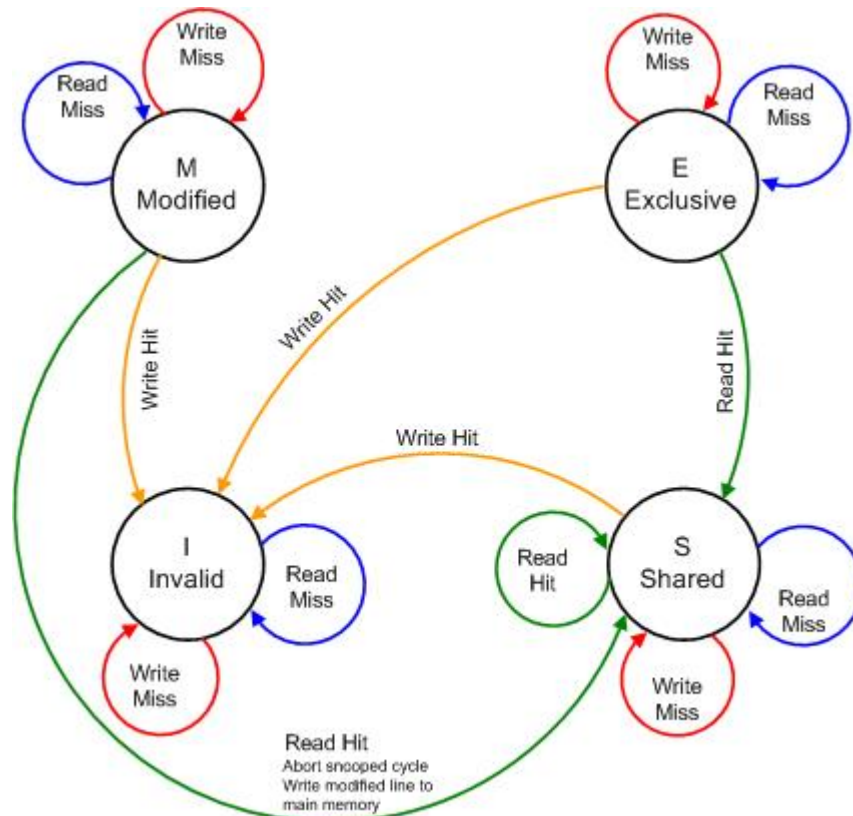 Write
Miss
Read
Miss
M
Modified
Write
Miss
Read
Miss
E
Exclusive
Write Hit
Write Hit
Read Hit
Write Hit
I
Invalid
Read
Miss
Write
Miss
Read
Hit
S
Shared
Read
Miss
Write
Miss
Read Hit
Abort snooped cycle
Write modified line to
main memory